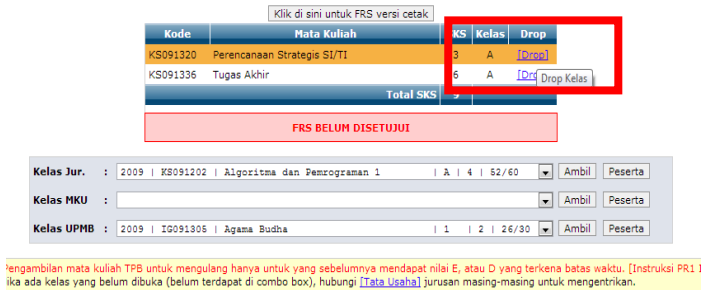 Klik di sini untuk FRS versi cetak
Kode Mata Kuliah SKS Kelas Drop
KS091320 Perencanaan Strategis SI/TI 3 A [Drop]
KS091336 Tugas Akhir 6 A
Drop Kelas
Total SKS 9
FRS BELUM DISETUJUI
Kelas Jur. : 2009 | KS091202 | Algoritma dan Pemrograman 1 | A | 4 | 52/60 Ambil Peserta
Kelas MKU : Ambil Peserta
Kelas UPMB : 2009 | IG091305 | Agama Budha | 1 | 2 | 26/30 Ambil Peserta
Pengambilan mata kuliah TPB untuk mengulang hanya untuk yang sebelumnya mendapat nilai E, atau D yang terkena batas waktu. [Instruksi PR1
ika ada kelas yang belum dibuka (belum terdapat di combo box), hubungi [Tata Usaha] jurusan masing-masing untuk mengentrikan.